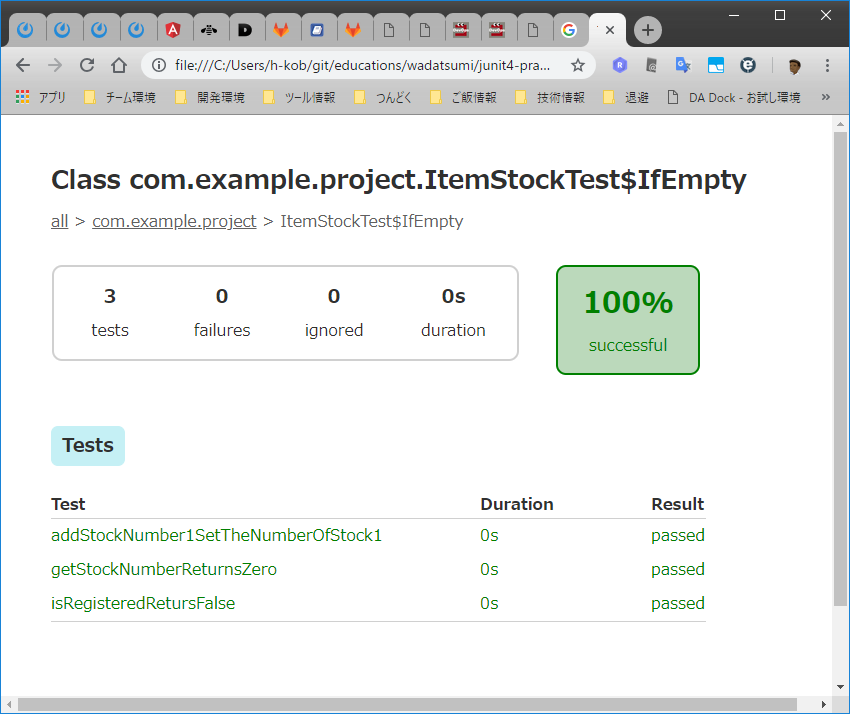 file:///C:/Users/h-kob/git/educations/wadatsumi/junit4-pra...
アプリ チーム環境 開発環境 ツール情報 つんどく ご飯情報 技術情報 退避 DA Dock - お試し環境 »
Class com.example.project.ItemStockTest$IfEmpty
all > com.example.project > ItemStockTest$IfEmpty
3 0 0 0s
tests failures ignored duration
100%
successful
Tests
Test Duration Result
addStockNumber1SetTheNumberOfStock1 0s passed
getStockNumberReturnsZero 0s passed
isRegisteredRetursFalse 0s passed